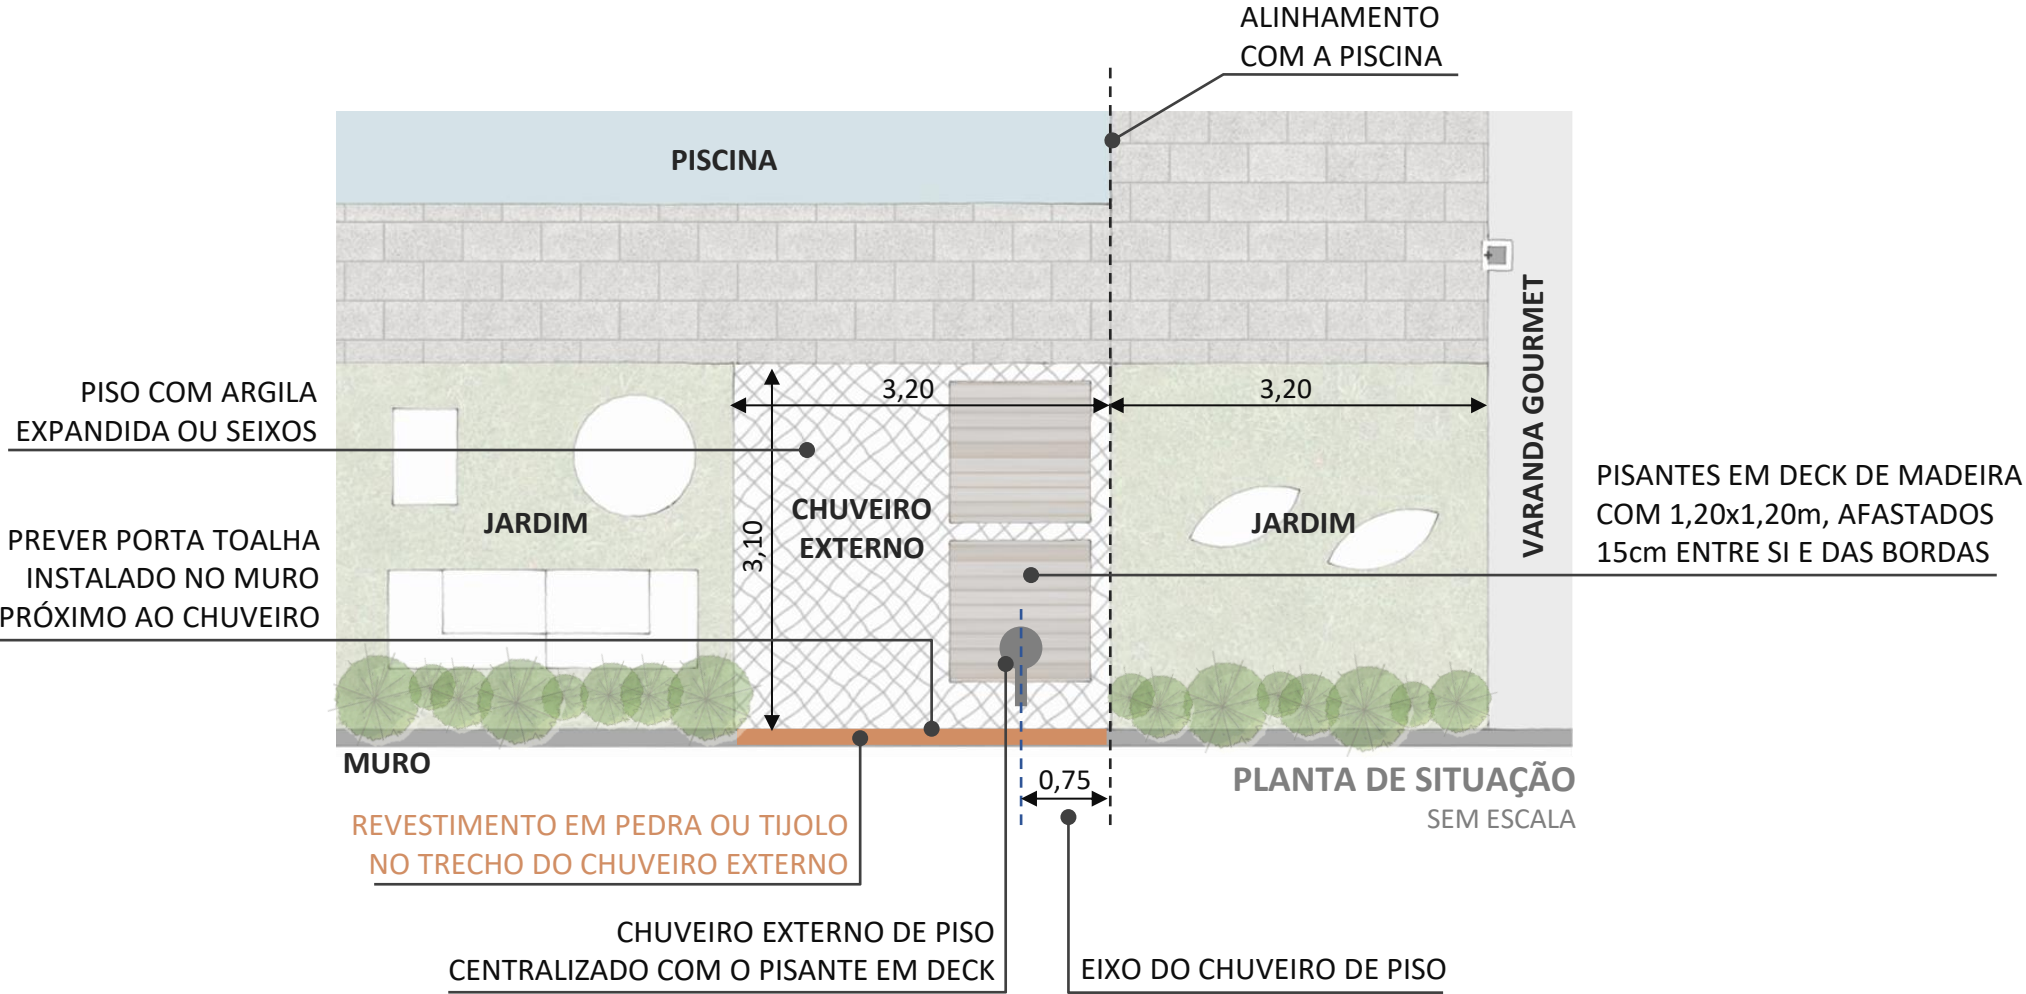 ALINHAMENTO
COM A PISCINA
PISCINA
PISO COM ARGILA
EXPANDIDA OU SEIXOS
3,20
3,20
VARANDA GOURMET
JARDIM
CHUVEIRO
EXTERNO
3,10
JARDIM
PISANTES EM DECK DE MADEIRA
COM 1,20x1,20m, AFASTADOS
15cm ENTRE SI E DAS BORDAS
PREVER PORTA TOALHA
INSTALADO NO MURO
PRÓXIMO AO CHUVEIRO
MURO
0,75
PLANTA DE SITUAÇÃO
SEM ESCALA
REVESTIMENTO EM PEDRA OU TIJOLO
NO TRECHO DO CHUVEIRO EXTERNO
CHUVEIRO EXTERNO DE PISO
CENTRALIZADO COM O PISANTE EM DECK
EIXO DO CHUVEIRO DE PISO